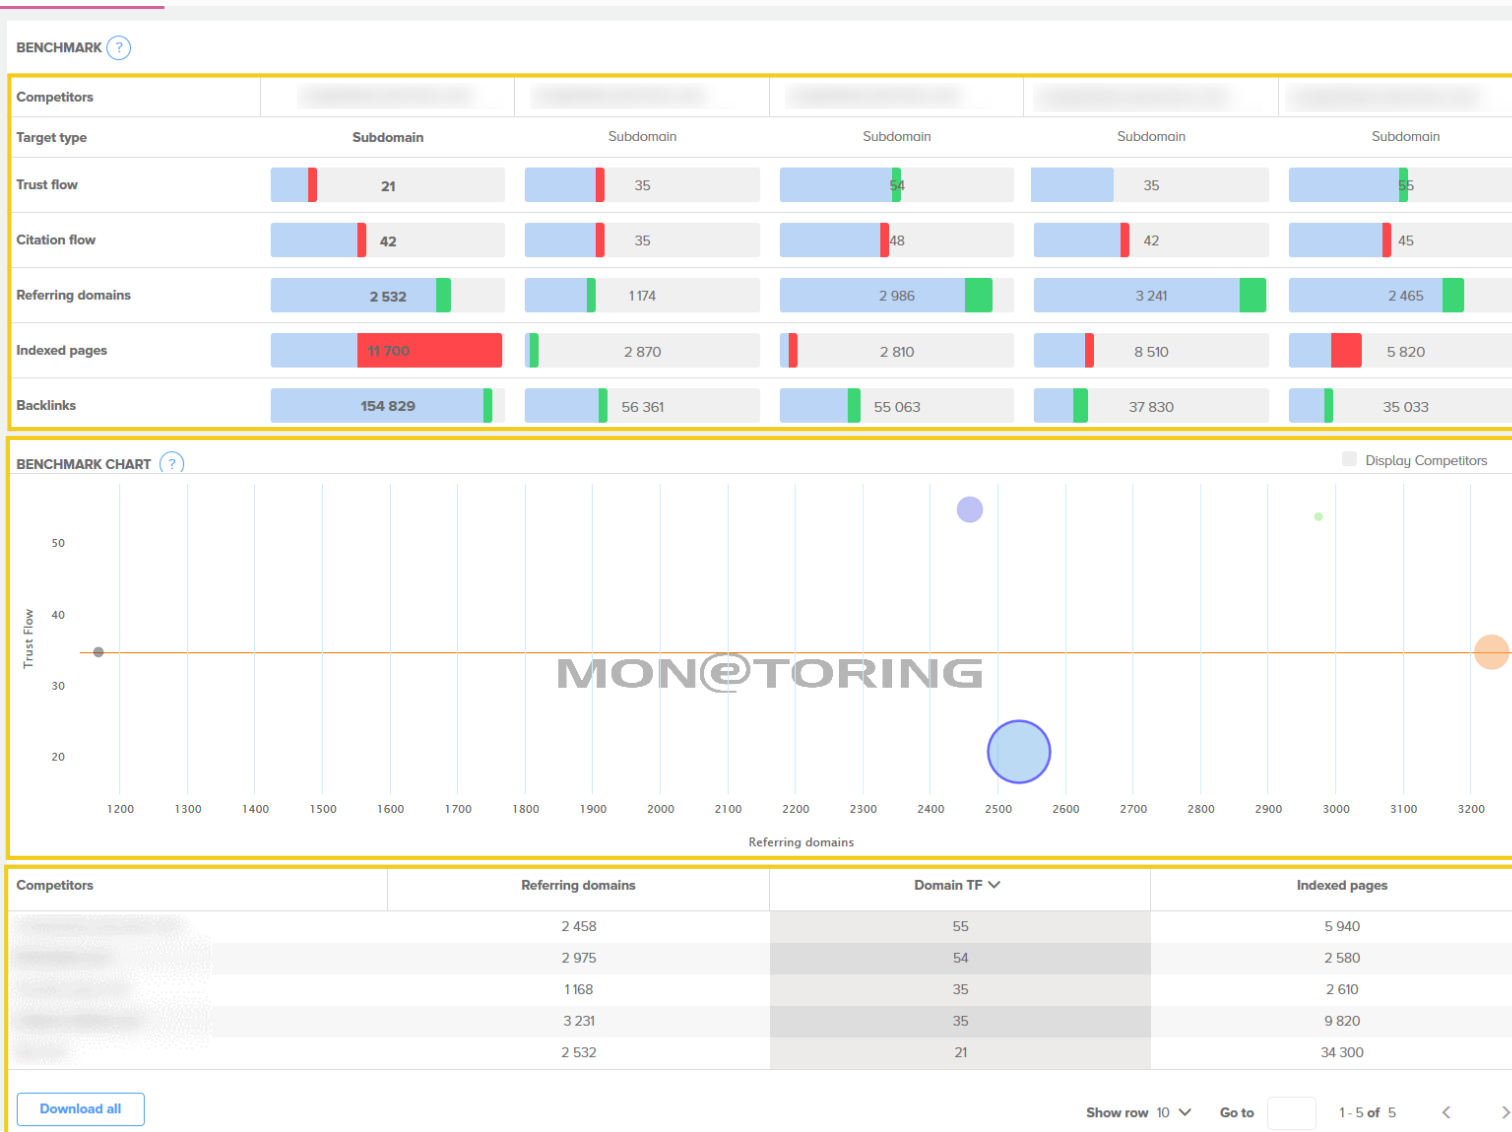 BENCHMARK ?
Competitors
Target type Subdomain Subdomain Subdomain Subdomain Subdomain
Trust flow 21 35 54 35 55
Citation flow 42 35 48 42 45
Referring domains 2 532 1 174 2 986 3 241 2 465
Indexed pages 11 700 2 870 2 810 8 510 5 820
Backlinks 154 829 56 361 55 063 37 830 35 033
BENCHMARK CHART ? Display Competitors
50
40
30
20
Trust Flow
MON@TORING
1200 1300 1400 1500 1600 1700 1800 1900 2000 2100 2200 2300 2400 2500 2600 2700 2800 2900 3000 3100 3200
Referring domains
Competitors Referring domains Domain TF Indexed pages
2 458 55 5 940
2 975 54 2 580
1 168 35 2 610
3 231 35 9 820
2 532 21 34 300
Download all Show row 10 Go to 1 - 5 of 5